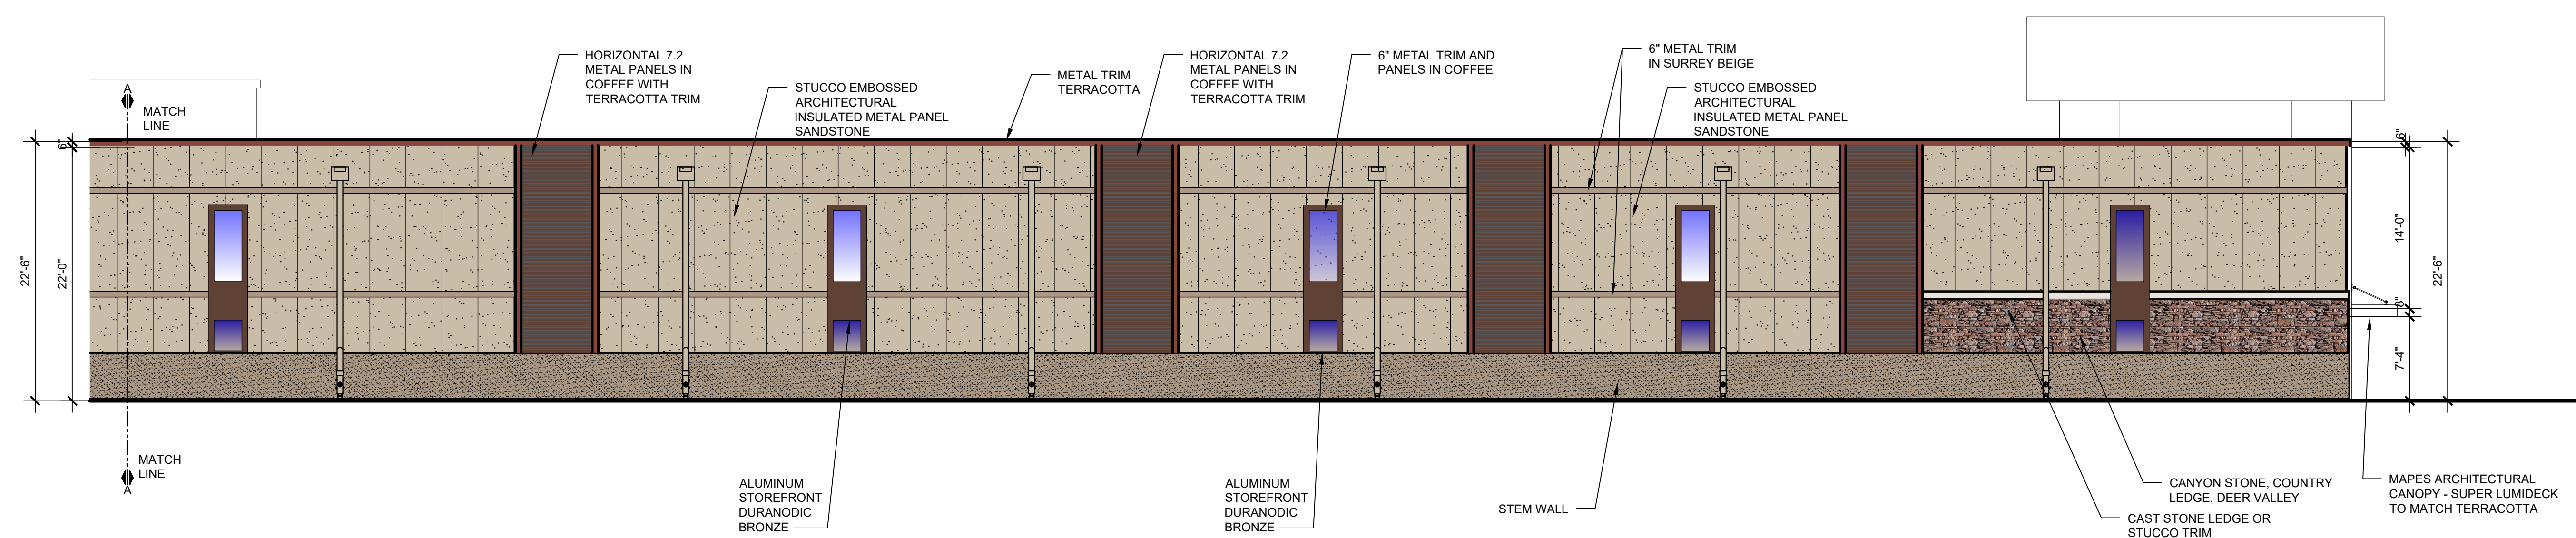 HORIZONTAL 7.2
METAL PANELS IN
COFFEE WITH
TERRACOTTA TRIM
STUCCO EMBOSSED
ARCHITECTURAL
INSULATED METAL PANEL
SANDSTONE
METAL TRIM
TERRACOTTA
HORIZONTAL 7.2
METAL PANELS IN
COFFEE WITH
TERRACOTTA TRIM
6" METAL TRIM AND
PANELS IN COFFEE
6" METAL TRIM
IN SURREY BEIGE
STUCCO EMBOSSED
ARCHITECTURAL
INSULATED METAL PANEL
SANDSTONE
A
MATCH
LINE
6"
22'-6"
22'-0"
6"
14'-0"
22'-6"
8"
7'-4"
MATCH
LINE
A
ALUMINUM
STOREFRONT
DURANODIC
BRONZE
ALUMINUM
STOREFRONT
DURANODIC
BRONZE
STEM WALL
CANYON STONE, COUNTRY
LEDGE, DEER VALLEY
CAST STONE LEDGE OR
STUCCO TRIM
MAPES ARCHITECTURAL
CANOPY - SUPER LUMIDECK
TO MATCH TERRACOTTA